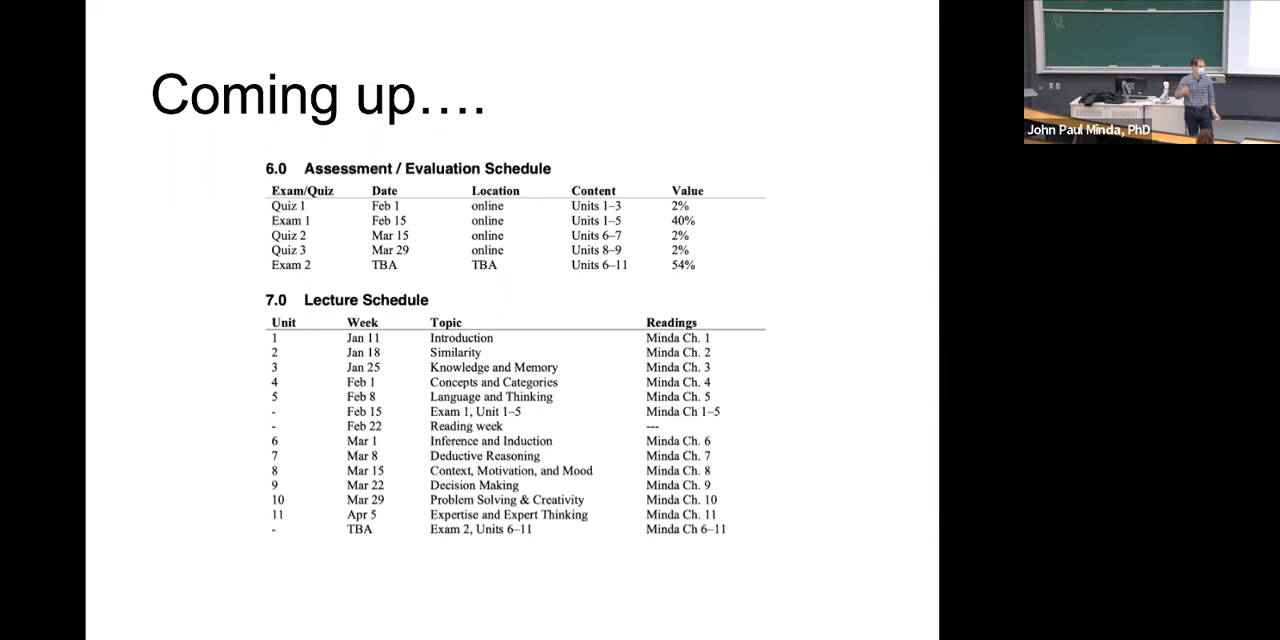 Coming up....
6.0 Assessment / Evaluation Schedule
Exam/Quiz Date Location Content Value
Quiz 1 Feb 1 online Units 1–3 2%
Exam 1 Feb 15 online Units 1–5 40%
Quiz 2 Mar 15 online Units 6–7 2%
Quiz 3 Mar 29 online Units 8–9 2%
Exam 2 TBA TBA Units 6–11 54%
7.0 Lecture Schedule
Unit Week Topic Readings
1 Jan 11 Introduction Minda Ch. 1
2 Jan 18 Similarity Minda Ch. 2
3 Jan 25 Knowledge and Memory Minda Ch. 3
4 Feb 1 Concepts and Categories Minda Ch. 4
5 Feb 8 Language and Thinking Minda Ch. 5
- Feb 15 Exam 1, Unit 1–5 Minda Ch 1–5
- Feb 22 Reading week ---
6 Mar 1 Inference and Induction Minda Ch. 6
7 Mar 8 Deductive Reasoning Minda Ch. 7
8 Mar 15 Context, Motivation, and Mood Minda Ch. 8
9 Mar 22 Decision Making Minda Ch. 9
10 Mar 29 Problem Solving & Creativity Minda Ch. 10
11 Apr 5 Expertise and Expert Thinking Minda Ch. 11
- TBA Exam 2, Units 6–11 Minda Ch 6–11
John Paul Minda, PhD